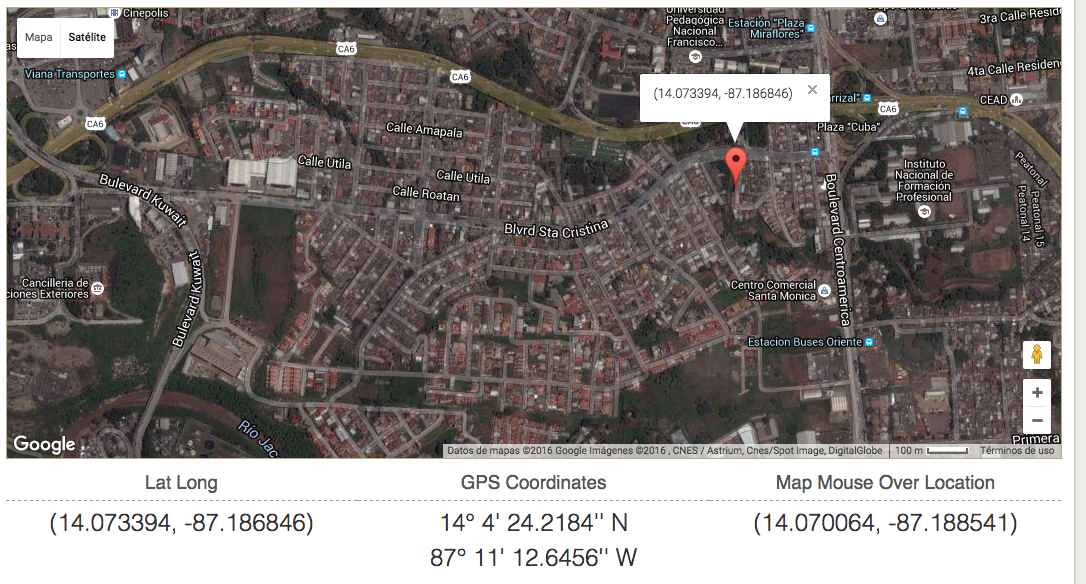 Cinepolis
Mapa
Satélite
Viana Transportes
CA6
CA6
CA6
Universidad
Pedagógica
Nacional
Francisco...
Estación "Plaza
Miraflores"
3ra Calle Reside
4ta Calle Residenc
(14.073394, -87.186846)
CA6
CEAD
Plaza "Cuba"
Calle Amapala
Calle Utila
Calle Utila
Calle Roatan
Instituto
Nacional de
Formación
Profesional
Peatonal
Peatonal 15
Peatonal 14
Bulevard Kuwait
Blvrd Sta Cristina
Boulevard Centroamerica
Bulevard Kuwait
Cancilleria de
ciones Exteriores
Centro Comercial
Santa Monica
Estacion Buses Oriente
Río Jac
Primera
Google
Datos de mapas ©2016 Google Imágenes ©2016 , CNES / Astrium, Cnes/Spot Image, DigitalGlobe
100 m
Términos de uso
Lat Long
GPS Coordinates
Map Mouse Over Location
(14.073394, -87.186846)
14° 4' 24.2184'' N
87° 11' 12.6456'' W
(14.070064, -87.188541)